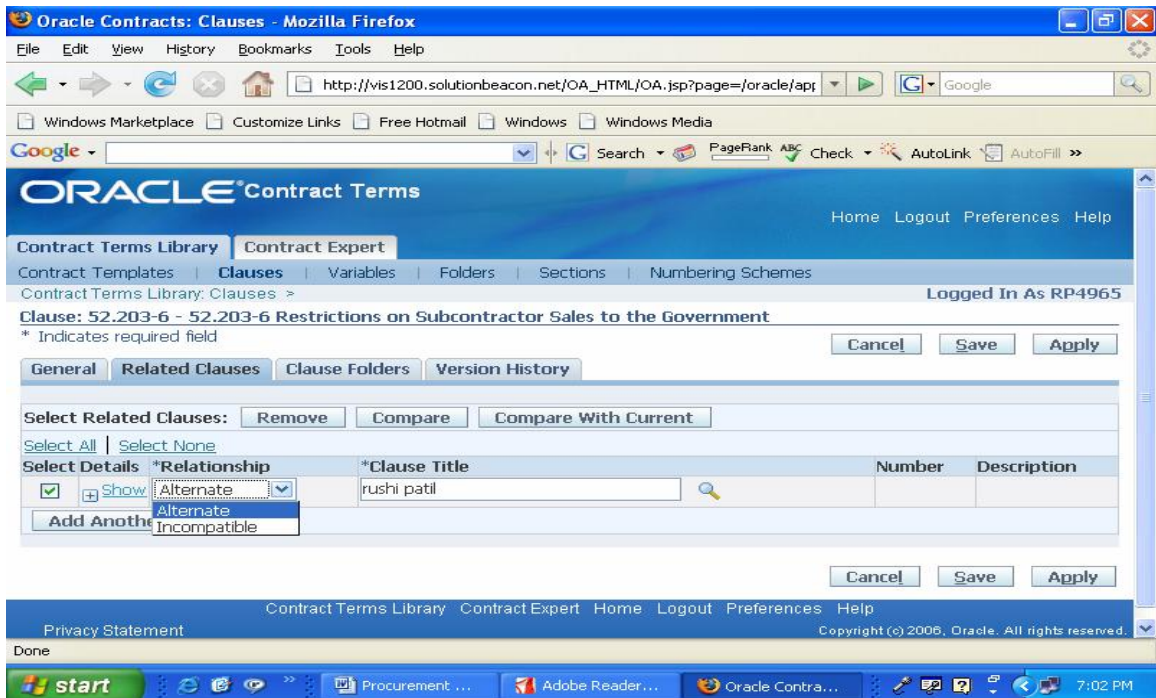 Oracle Contracts: Clauses - Mozilla Firefox
File Edit View History Bookmarks Tools Help
http://vis1200.solutionbeacon.net/OA_HTML/OA.jsp?page=/oracle/app G Google
Windows Marketplace Customize Links Free Hotmail Windows Windows Media
Google G Search PageRank ABC Check AutoLink AutoFill »
ORACLE Contract Terms
Home Logout Preferences Help
Contract Terms Library Contract Expert
Contract Templates | Clauses | Variables | Folders | Sections | Numbering Schemes
Contract Terms Library: Clauses >
Logged In As RP4965
Clause: 52.203-6 - 52.203-6 Restrictions on Subcontractor Sales to the Government
* Indicates required field
Cancel Save Apply
General Related Clauses Clause Folders Version History
Select Related Clauses: Remove Compare Compare With Current
Select All | Select None
Select Details *Relationship *Clause Title Number Description
Show Alternate rushi patil
Alternate
Add Anothe
Incompatible
Cancel Save Apply
Contract Terms Library Contract Expert Home Logout Preferences Help
Privacy Statement
Copyright (c) 2006, Oracle. All rights reserved.
Done
start » Procurement ... Adobe Reader... Oracle Contra... 7:02 PM